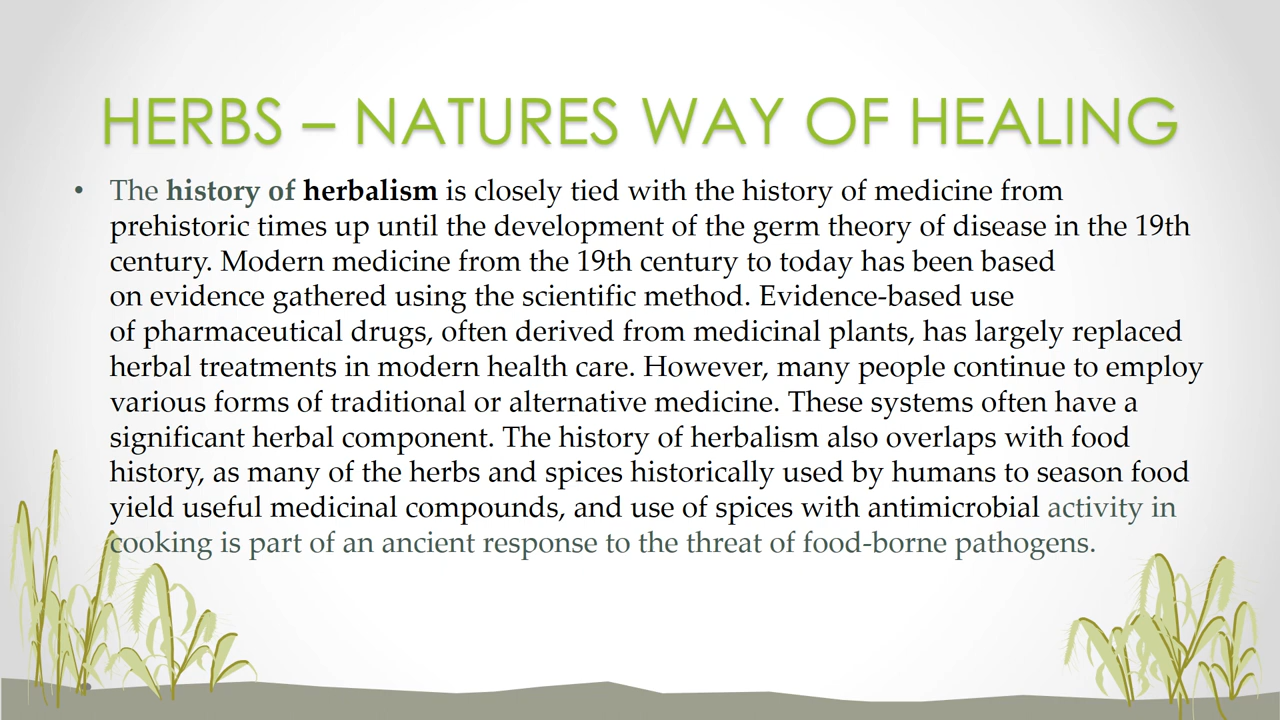 HERBS – NATURES WAY OF HEALING
• The history of herbalism is closely tied with the history of medicine from
prehistoric times up until the development of the germ theory of disease in the 19th
century. Modern medicine from the 19th century to today has been based
on evidence gathered using the scientific method. Evidence-based use
of pharmaceutical drugs, often derived from medicinal plants, has largely replaced
herbal treatments in modern health care. However, many people continue to employ
various forms of traditional or alternative medicine. These systems often have a
significant herbal component. The history of herbalism also overlaps with food
history, as many of the herbs and spices historically used by humans to season food
yield useful medicinal compounds, and use of spices with antimicrobial activity in
cooking is part of an ancient response to the threat of food-borne pathogens.